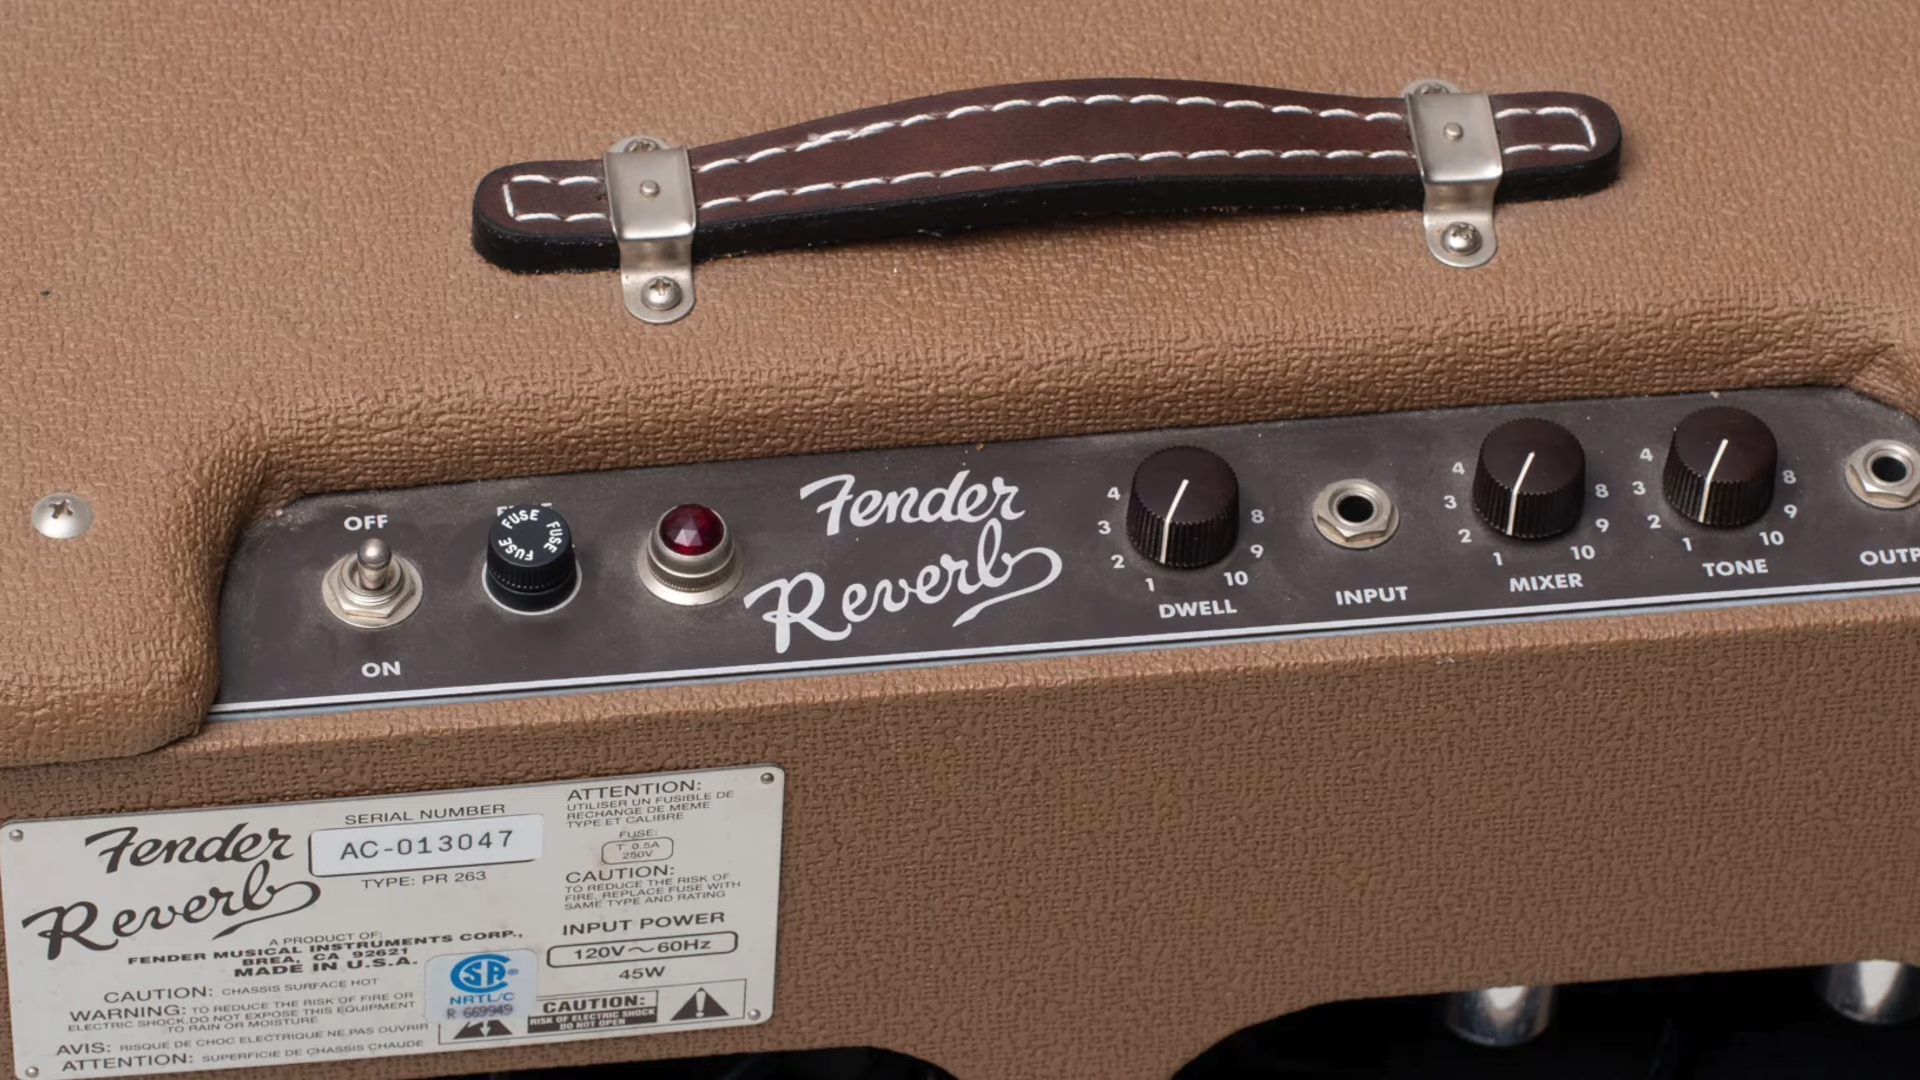 OFF
ON
FUSE FUSE FUSE
Fender
Reverb
4
3
2
1
10
9
8
DWELL
INPUT
4
3
2
1
10
9
8
MIXER
4
3
2
1
10
9
8
TONE
OUTP
Fender
Reverb
SERIAL NUMBER
AC-013047
TYPE: PR 263
A PRODUCT OF:
FENDER MUSICAL INSTRUMENTS CORP.,
BREA, CA 92621
MADE IN U.S.A.
CAUTION: CHASSIS SURFACE HOT
WARNING: TO REDUCE THE RISK OF FIRE OR
ELECTRIC SHOCK,DO NOT EXPOSE THIS EQUIPMENT
TO RAIN OR MOISTURE
AVIS: RISQUE DE CHOC ELECTRIQUE NE PAS OUVRIR
ATTENTION: SUPERFICIE DE CHASSIS CHAUDE
ATTENTION:
UTILISER UN FUSIBLE DE
RECHANGE DE MEME
TYPE ET CALIBRE
FUSE:
T 0.5A
250V
CAUTION:
TO REDUCE THE RISK OF
FIRE, REPLACE FUSE WITH
SAME TYPE AND RATING
INPUT POWER
120V~60Hz
45W
SA®
NRTL/C
R 669949
CAUTION:
RISK OF ELECTRIC SHOCK
DO NOT OPEN